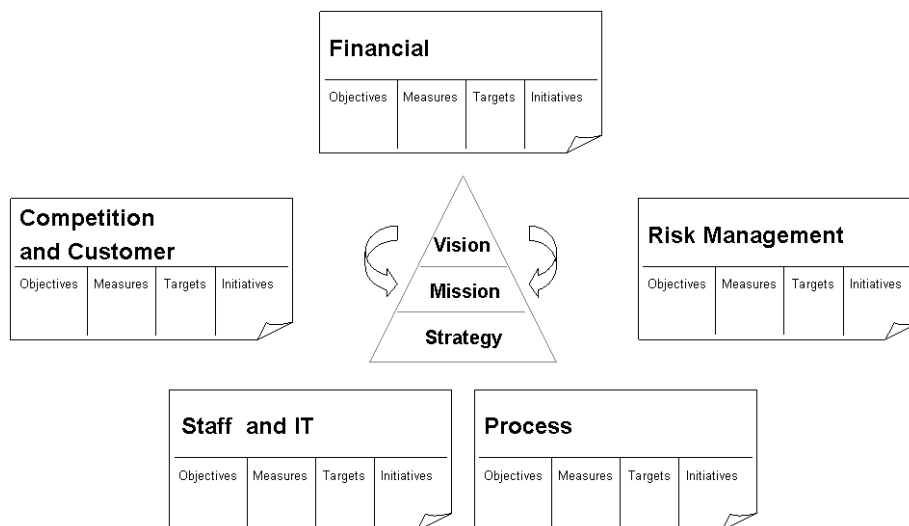 Financial
Objectives Measures Targets Initiatives
Competition
and Customer
Objectives Measures Targets Initiatives
Vision
Mission
Strategy
Risk Management
Objectives Measures Targets Initiatives
Staff and IT
Objectives Measures Targets Initiatives
Process
Objectives Measures Targets Initiatives